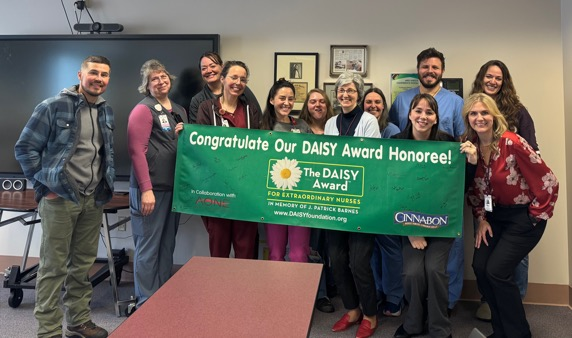 Congratulate Our DAISY Award Honoree!
The DAISY
Award
FOR EXTRAORDINARY NURSES
IN MEMORY OF J. PATRICK BARNES
www.DAISYfoundation.org
In Collaboration with
CINNABON